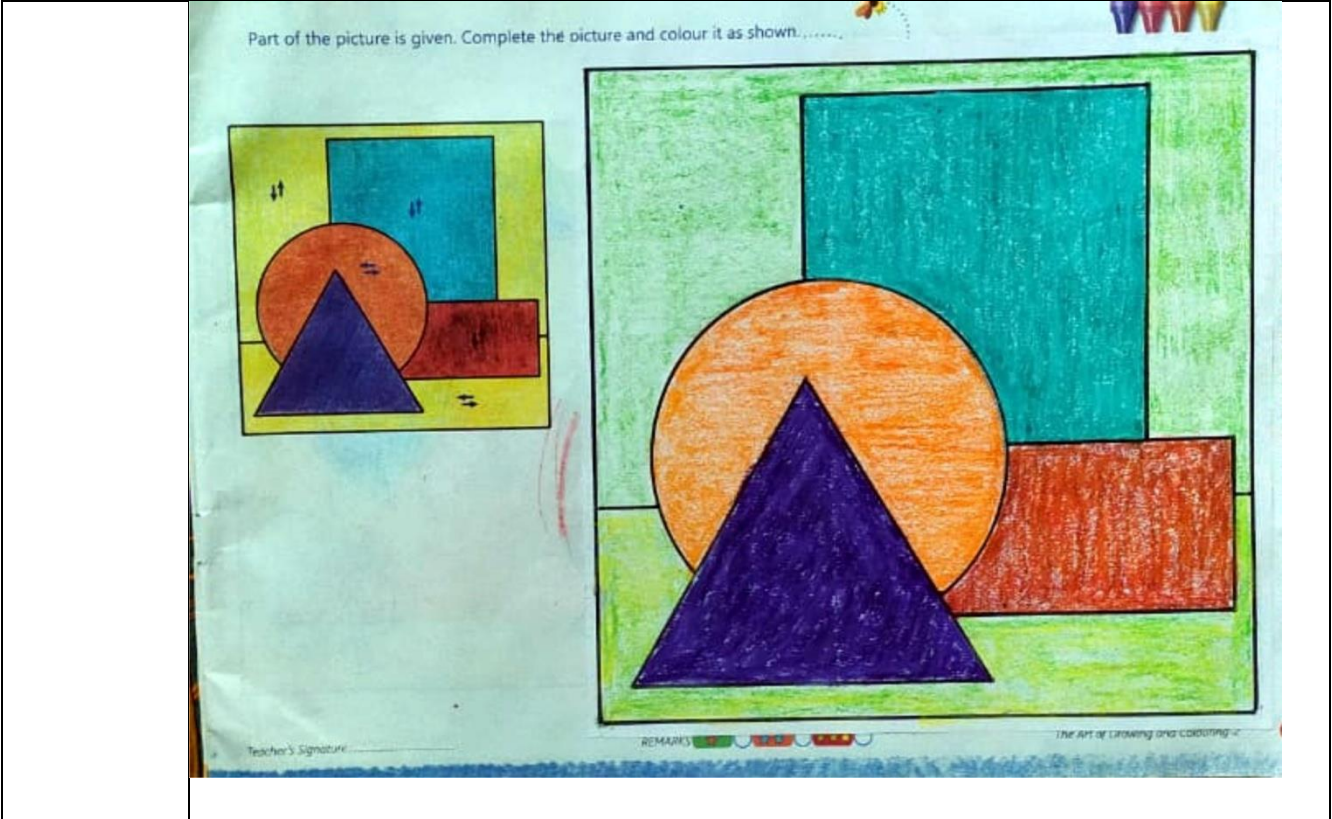 Part of the picture is given. Complete the picture and colour it as shown.......
Teacher's Signature
REMARKS
The Art of Drawing and Colouring-2